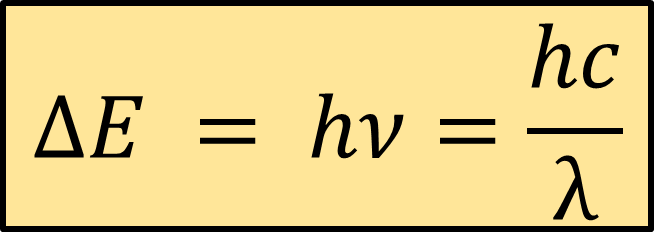 ΔE = hν = hc/λ